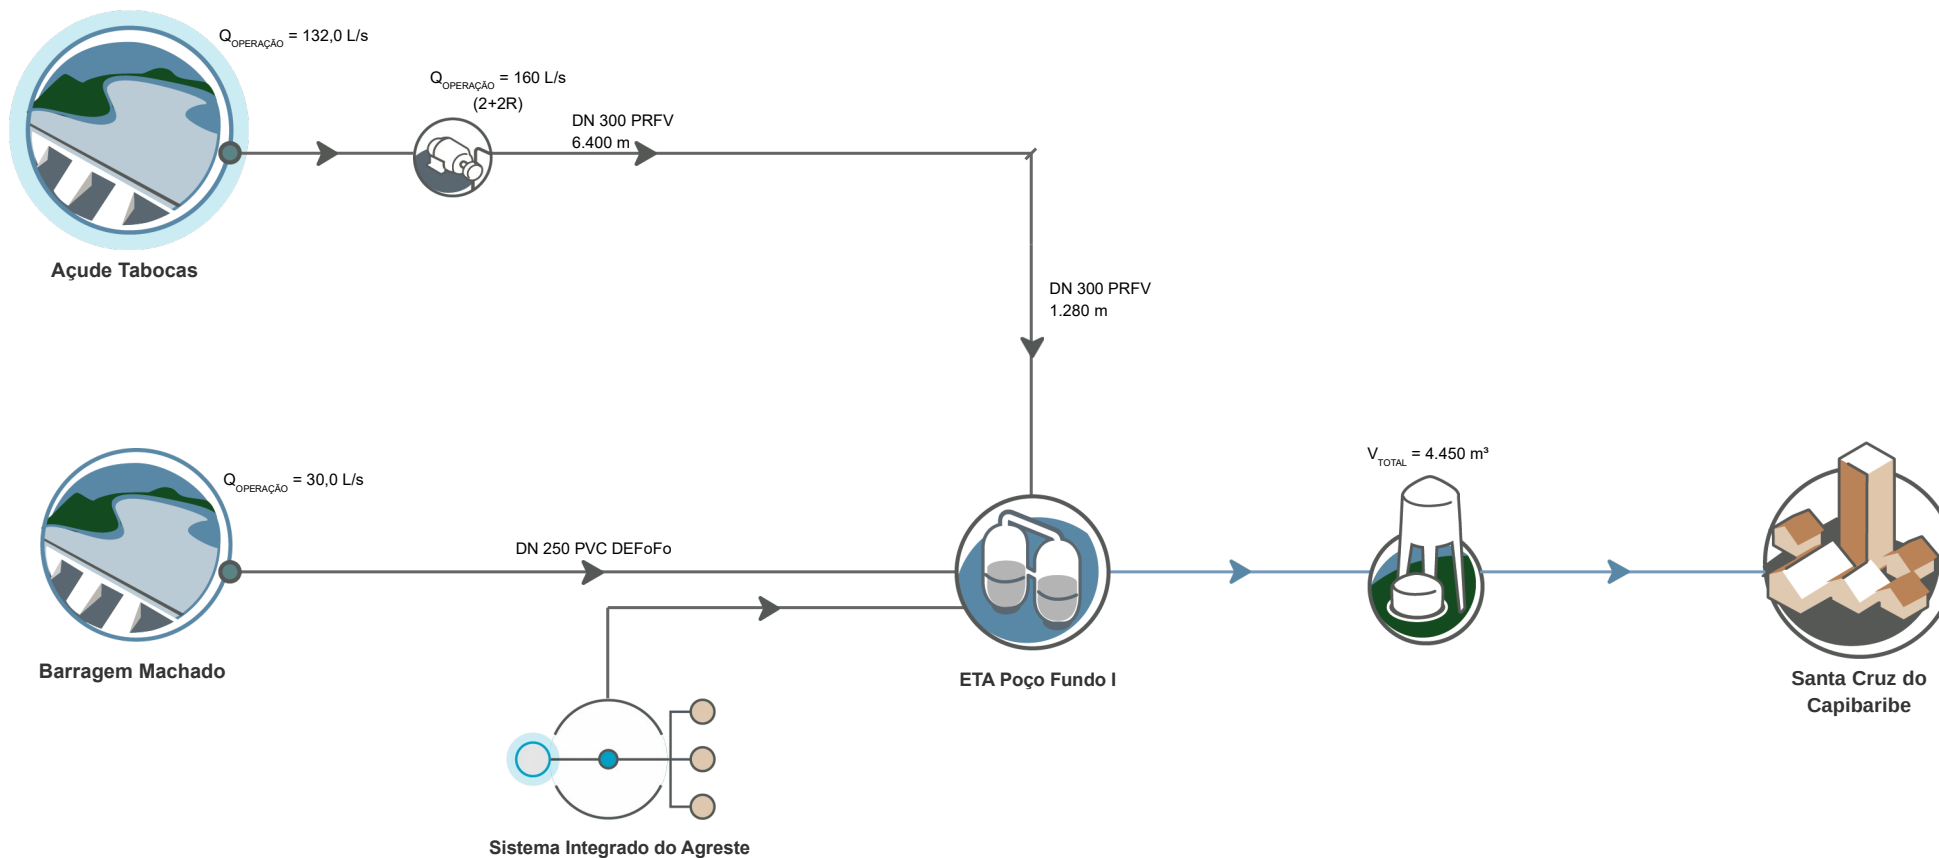 QOPERAÇÃO = 132,0 L/s
QOPERAÇÃO = 160 L/s
(2+2R)
DN 300 PRFV
6.400 m
Açude Tabocas
DN 300 PRFV
1.280 m
VTOTAL = 4.450 m³
QOPERAÇÃO = 30,0 L/s
DN 250 PVC DEFoFo
Barragem Machado
ETA Poço Fundo I
Santa Cruz do
Capibaribe
Sistema Integrado do Agreste